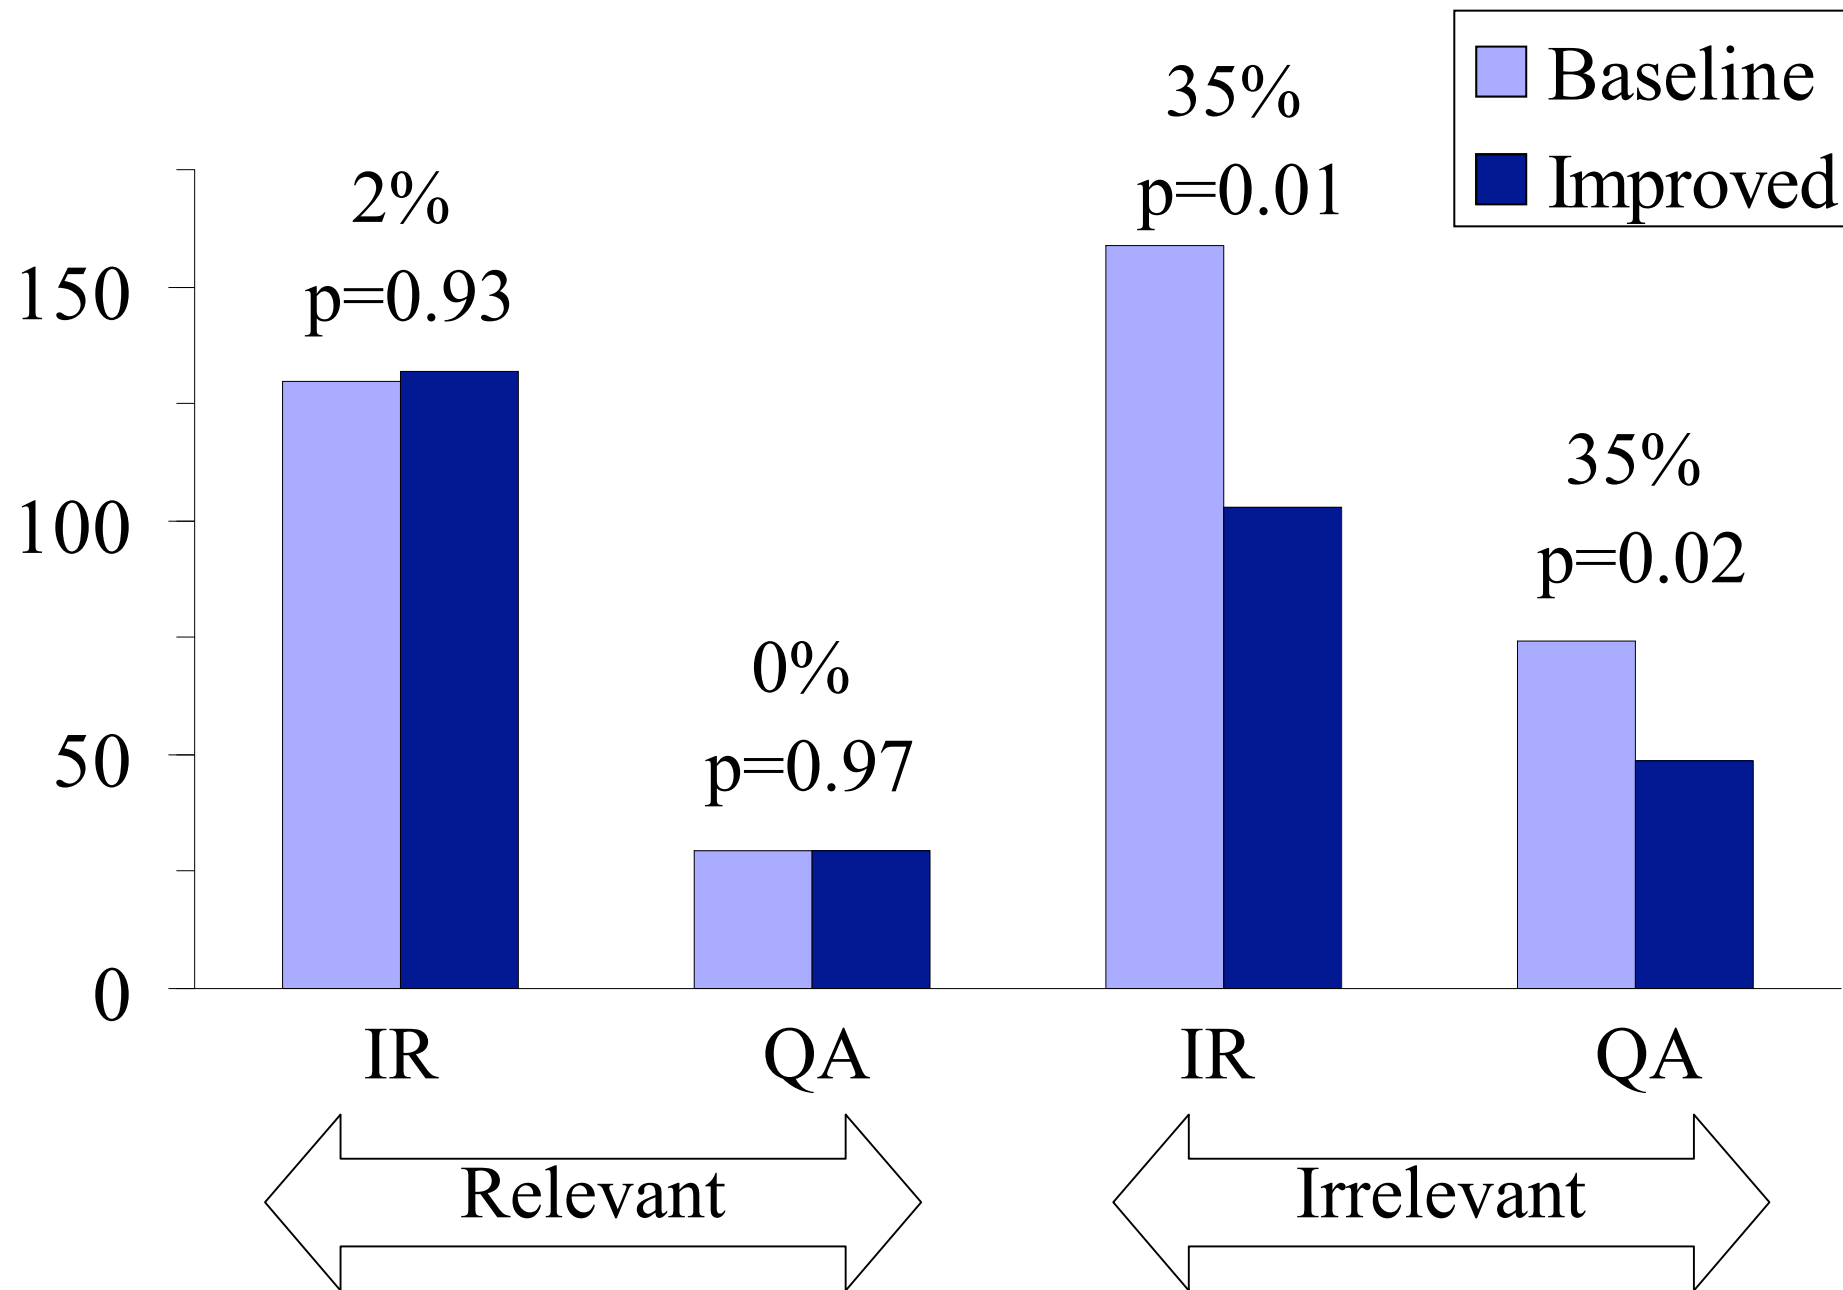 Baseline
Improved
35%
p=0.01
2%
p=0.93
35%
p=0.02
0%
p=0.97
150
100
50
0
IR
QA
IR
QA
Relevant
Irrelevant